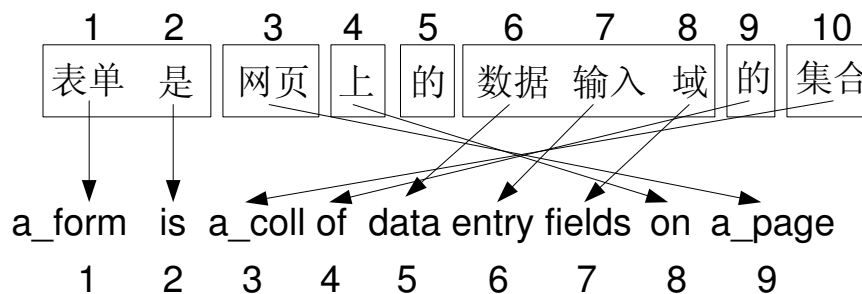 1 2 3 4 5 6 7 8 9 10
表单 是 网页 上 的 数据 输入 域 的 集合
a_form is a_coll of data entry fields on a_page
1 2 3 4 5 6 7 8 9